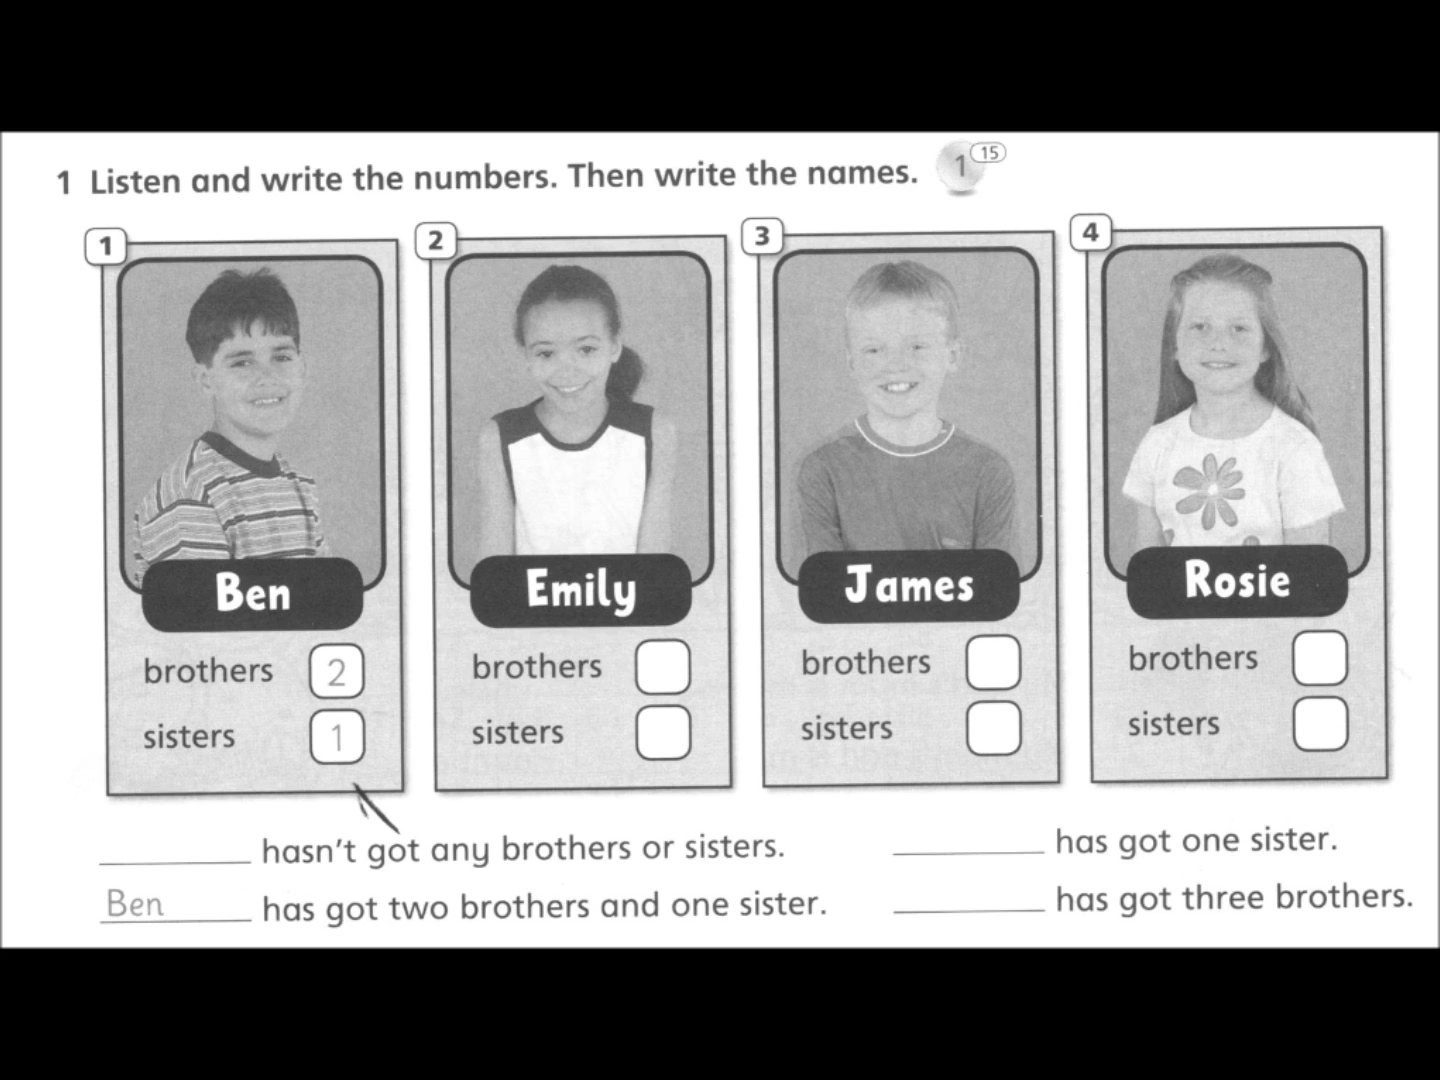 1 Listen and write the numbers. Then write the names. 1 15
1
2
3
4
Ben
Emily
James
Rosie
brothers 2
sisters 1
brothers
sisters
brothers
sisters
brothers
sisters
hasn't got any brothers or sisters.
Ben has got two brothers and one sister.
has got one sister.
has got three brothers.